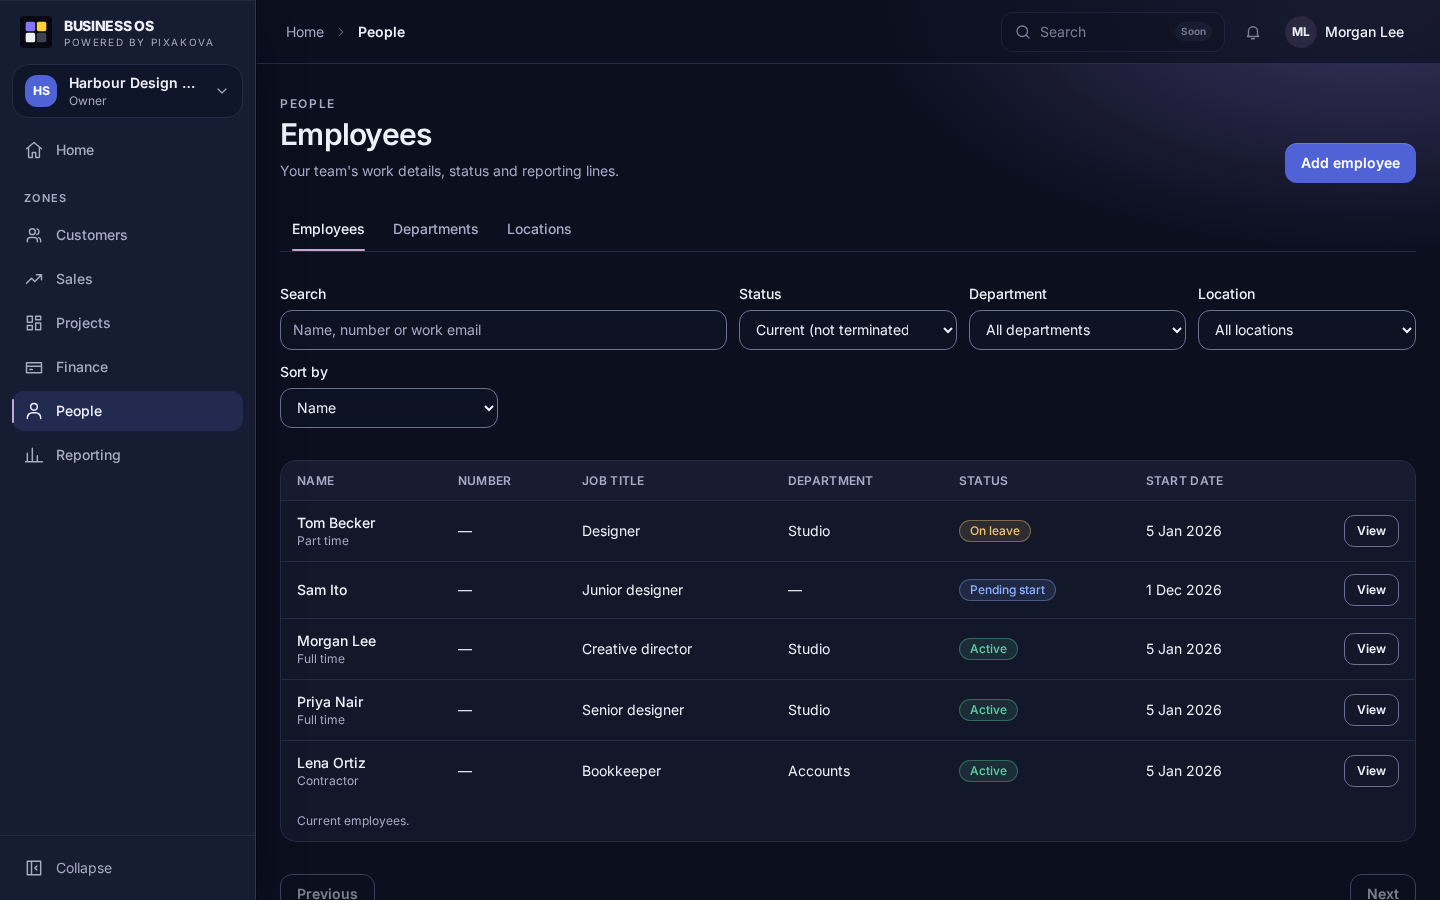 BUSINESS OS
POWERED BY PIXAKOVA
HS
Harbour Design ...
Owner
Home
ZONES
Customers
Sales
Projects
Finance
People
Reporting
Collapse
Home > People
Search
Soon
ML
Morgan Lee
PEOPLE
Employees
Your team's work details, status and reporting lines.
Add employee
Employees Departments Locations
Search Status Department Location
Name, number or work email Current (not terminated All departments All locations
Sort by
Name
NAME NUMBER JOB TITLE DEPARTMENT STATUS START DATE
Tom Becker — Designer Studio On leave 5 Jan 2026 View
Part time
Sam Ito — Junior designer — Pending start 1 Dec 2026 View
Morgan Lee — Creative director Studio Active 5 Jan 2026 View
Full time
Priya Nair — Senior designer Studio Active 5 Jan 2026 View
Full time
Lena Ortiz — Bookkeeper Accounts Active 5 Jan 2026 View
Contractor
Current employees.
Previous Next